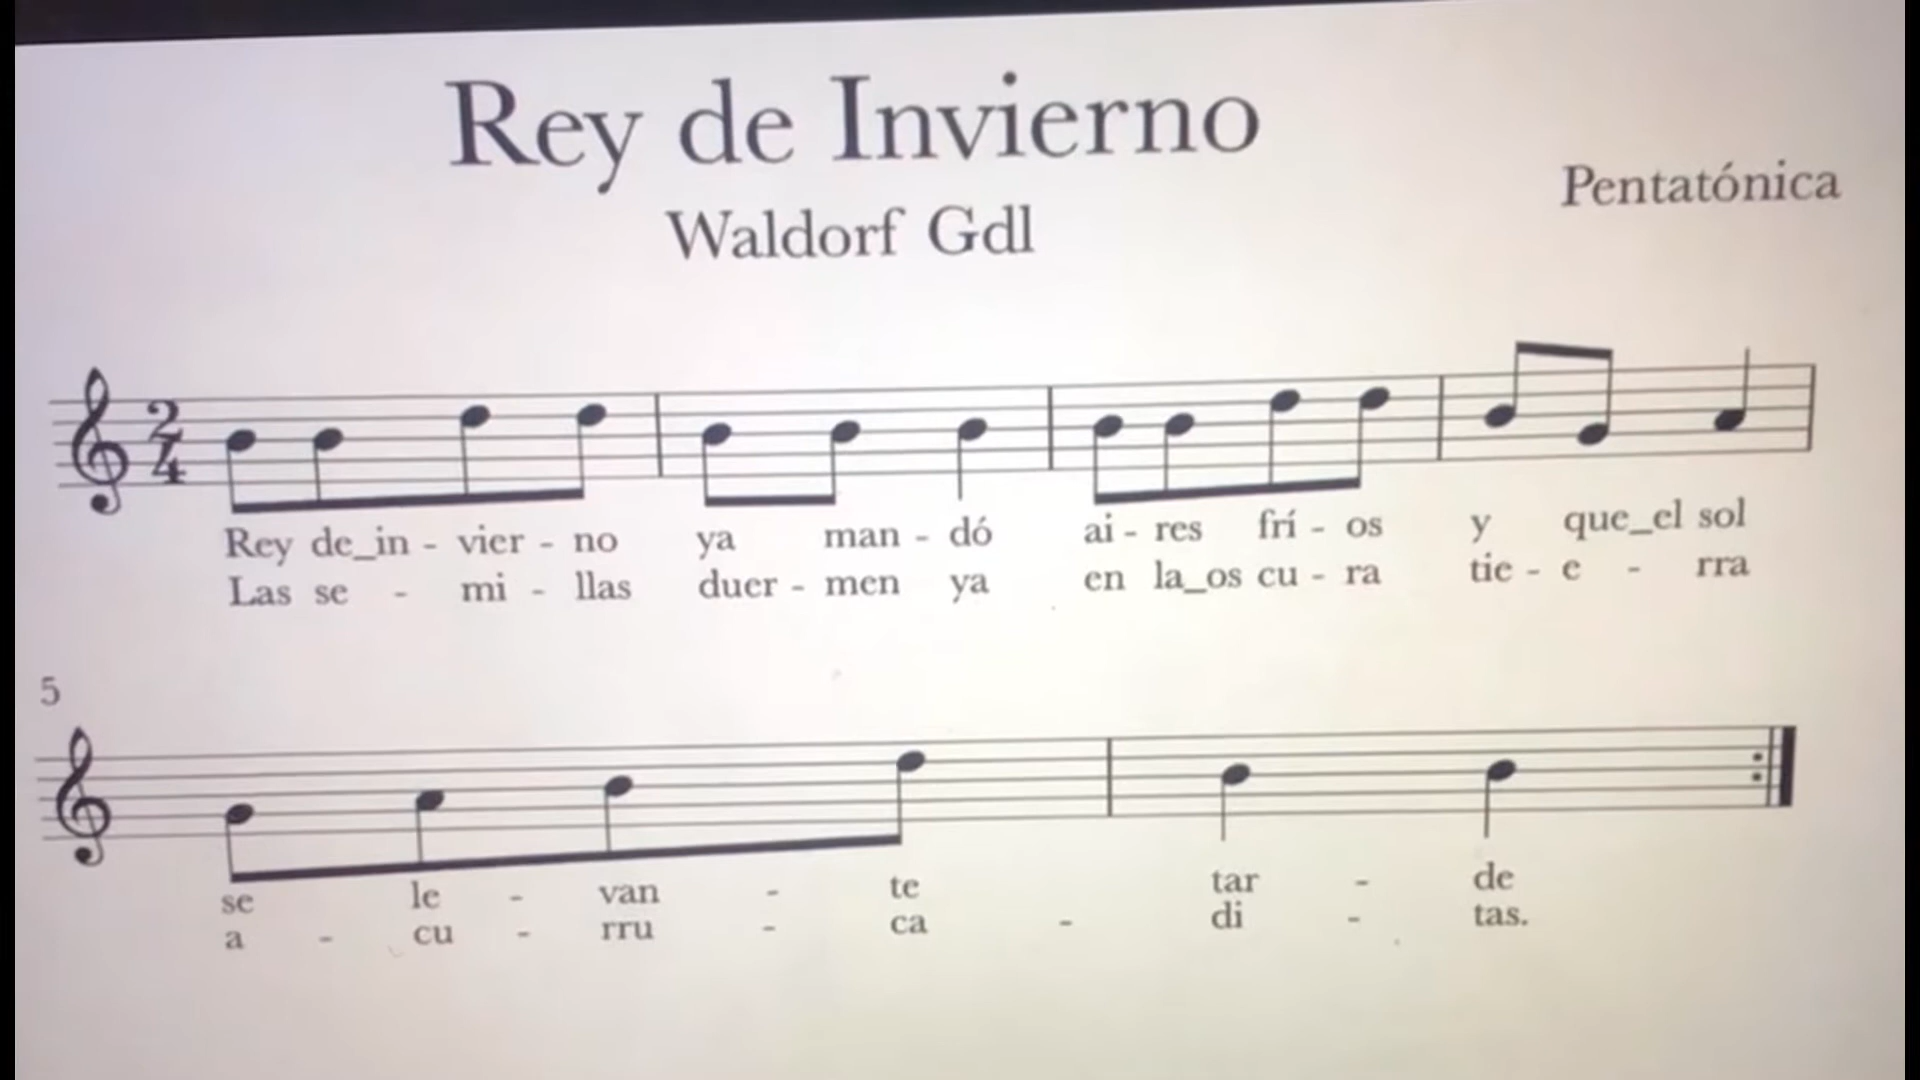 Rey de Invierno
Waldorf Gdl
Pentatónica
2
4
Rey de_in - vier - no ya man - dó ai - res frí - os y que_el sol
Las se - mi - llas duer - men ya en la_os cu - ra tie - e - rra
5
se le - van - te tar - de
a - cu - rru - ca - di - tas.